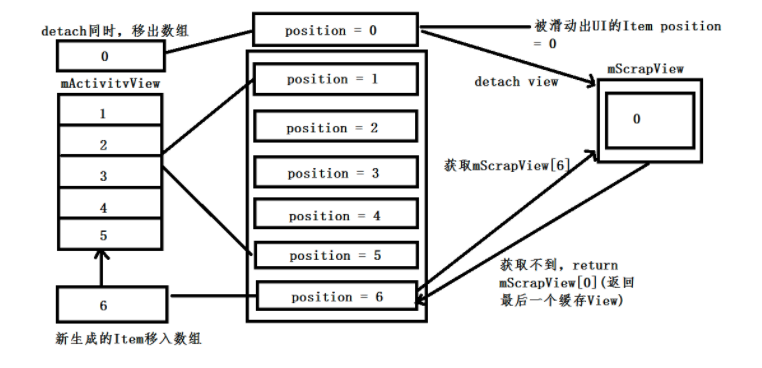 detach同时, 移出数组
0
mActivityView
1
2
3
4
5
6
新生成的Item移入数组
position = 0
position = 1
position = 2
position = 3
position = 4
position = 5
position = 6
被滑动出UI的Item position
= 0
mScrapView
detach view
0
获取mScrapView[6]
获取不到, return
mScrapView[0](返回
最后一个缓存View)